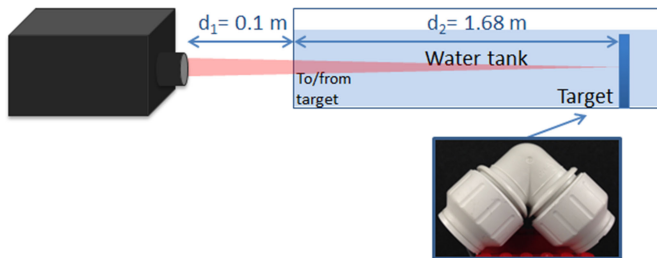 d₁= 0.1 m
d₂= 1.68 m
Water tank
To/from
target
Target